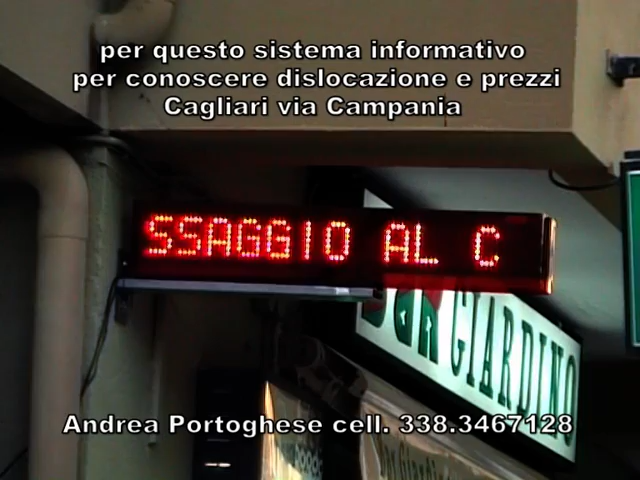 per questo sistema informativo
per conoscere dislocazione e prezzi
Cagliari via Campania
SSAGGIO AL C
Bar GIARDINO
Andrea Portoghese cell. 338.3467128